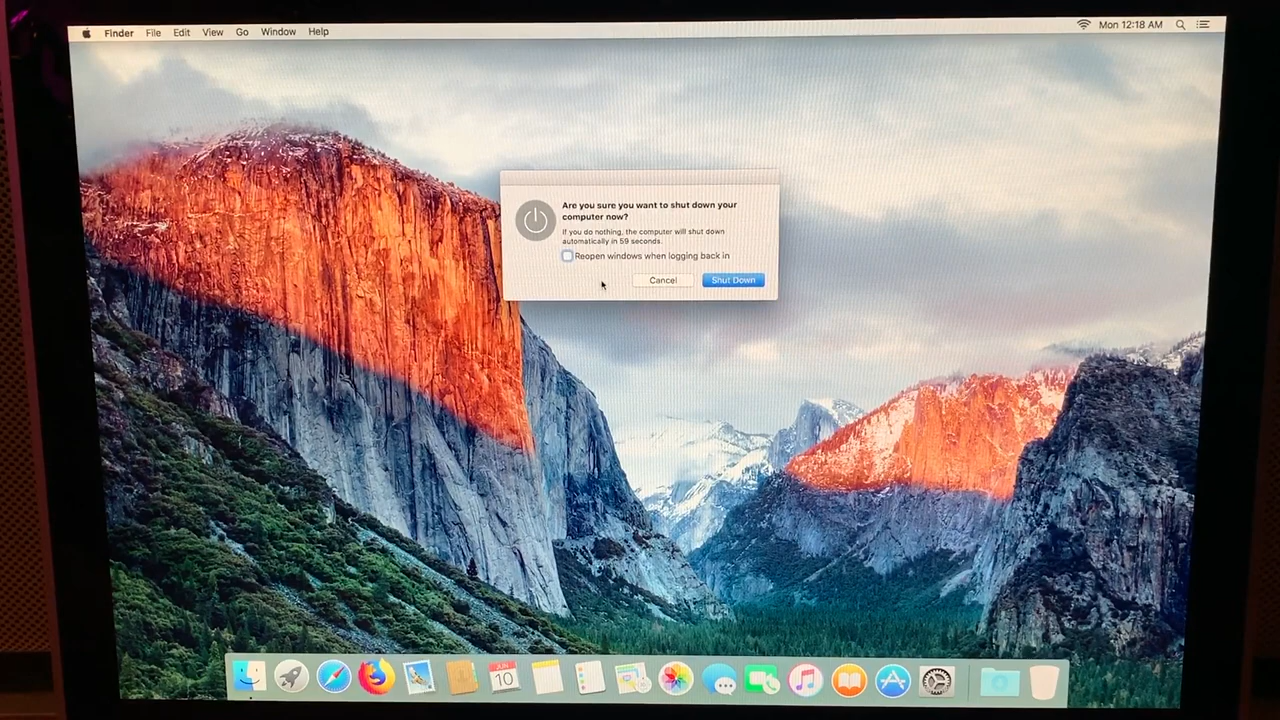 Finder File Edit View Go Window Help Mon 12:18 AM
Are you sure you want to shut down your
computer now?
If you do nothing, the computer will shut down
automatically in 59 seconds.
Reopen windows when logging back in
Cancel Shut Down
JUN
10